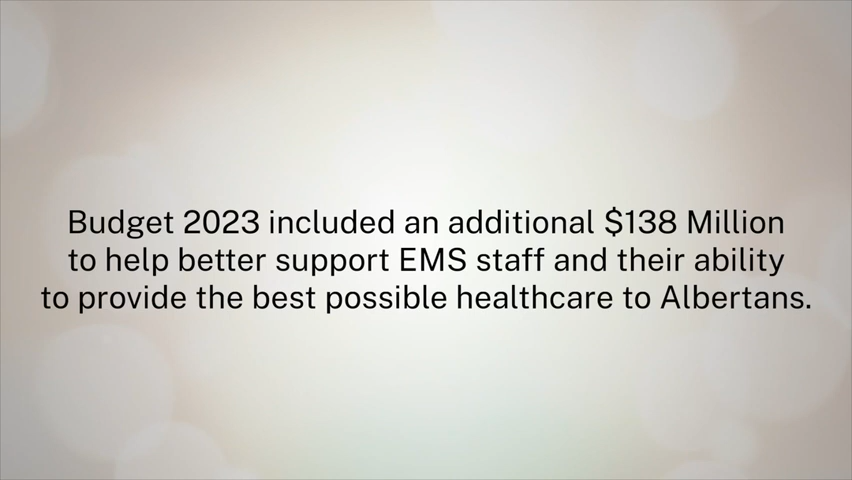 Budget 2023 included an additional $138 Million
to help better support EMS staff and their ability
to provide the best possible healthcare to Albertans.